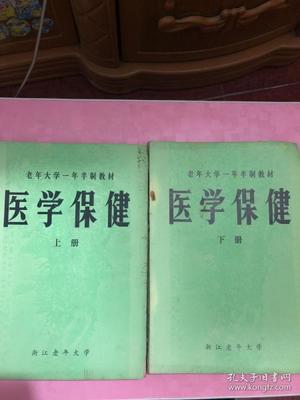 老年大学一年半制教材
医学保健
上册
浙江老年大学
老年大学一年半制教材
医学保健
下册
浙江老年大学
孔夫子旧书网